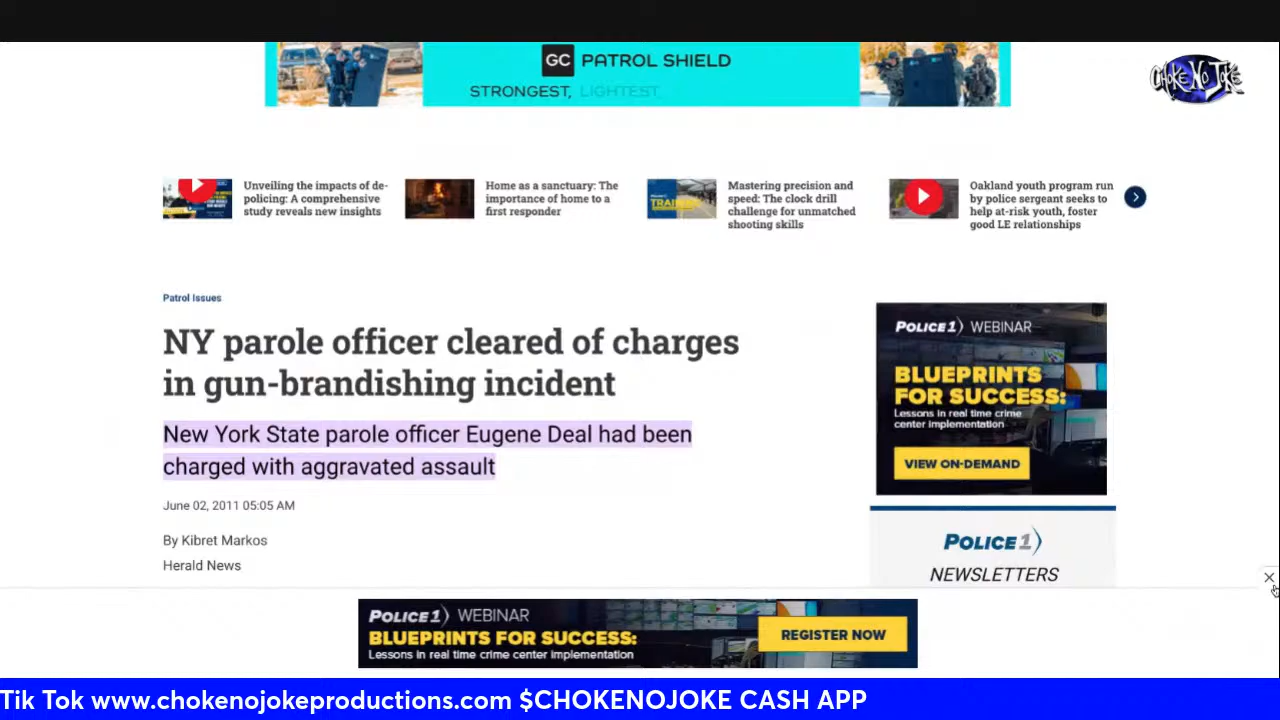 GC PATROL SHIELD
STRONGEST, LIGHTEST,
CHOKE NO JOKE
Unveiling the impacts of de-
policing: A comprehensive
study reveals new insights
Home as a sanctuary: The
importance of home to a
first responder
TRAINING
Mastering precision and
speed: The clock drill
challenge for unmatched
shooting skills
Oakland youth program run
by police sergeant seeks to
help at-risk youth, foster
good LE relationships
Patrol Issues
NY parole officer cleared of charges
in gun-brandishing incident
New York State parole officer Eugene Deal had been
charged with aggravated assault
June 02, 2011 05:05 AM
By Kibret Markos
Herald News
POLICE1 WEBINAR
BLUEPRINTS
FOR SUCCESS:
Lessons in real time crime
center implementation
VIEW ON-DEMAND
POLICE1
NEWSLETTERS
POLICE1 WEBINAR
BLUEPRINTS FOR SUCCESS:
Lessons in real time crime center implementation
REGISTER NOW
Tik Tok www.chokenojokeproductions.com $CHOKENOJOKE CASH APP